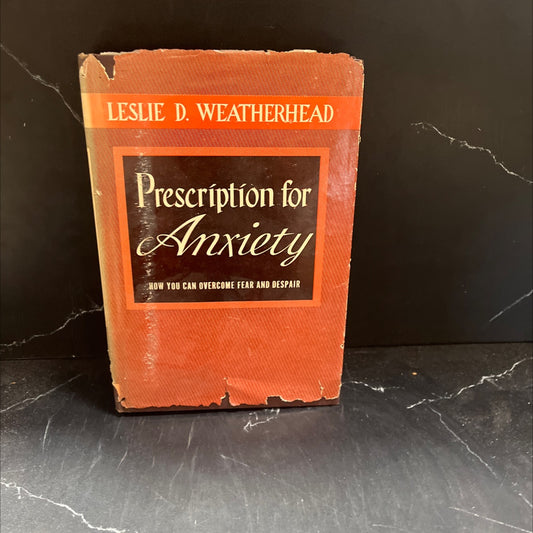 LESLIE D. WEATHERHEAD
Prescription for
Anxiety
HOW YOU CAN OVERCOME FEAR AND DESPAIR